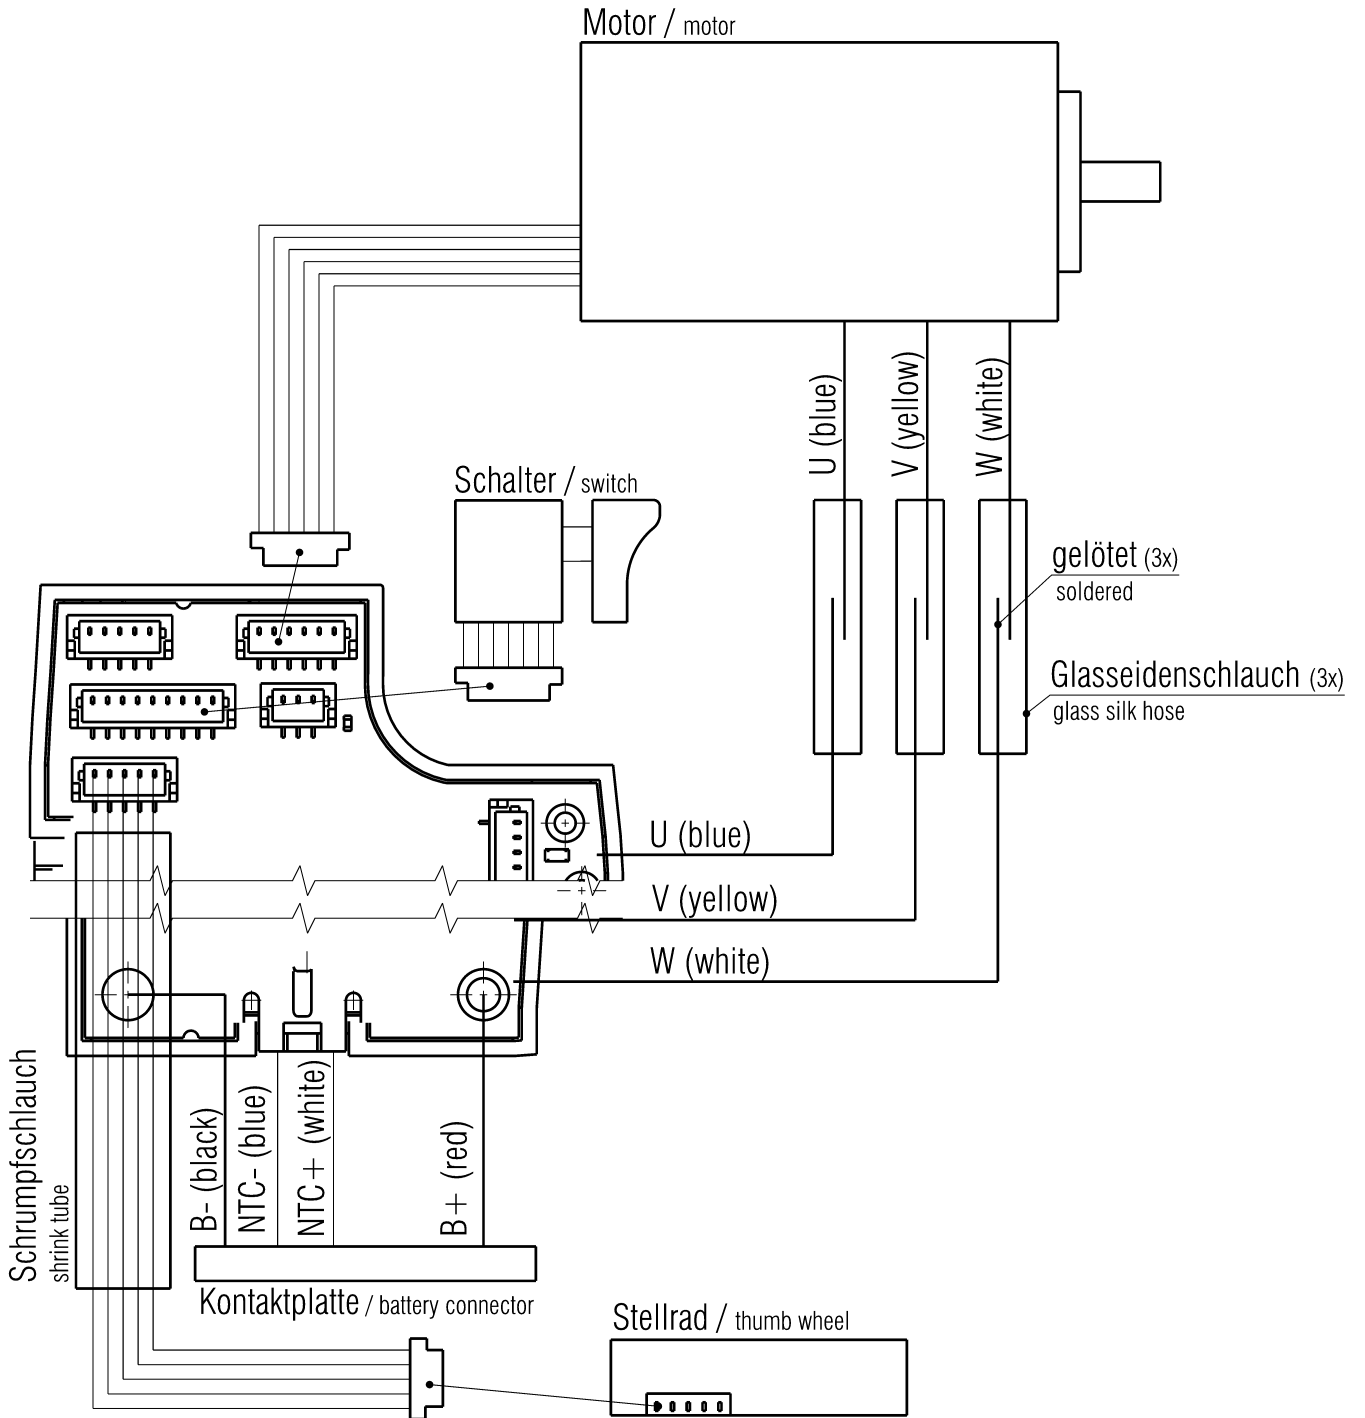 Motor / motor
U (blue)
V (yellow)
W (white)
Schalter / switch
gelötet (3x)
soldered
Glasseidenschlauch (3x)
glass silk hose
U (blue)
V (yellow)
W (white)
Schrumpfschlauch
shrink tube
B- (black)
NTC- (blue)
NTC+ (white)
B+ (red)
Kontaktplatte / battery connector
Stellrad / thumb wheel